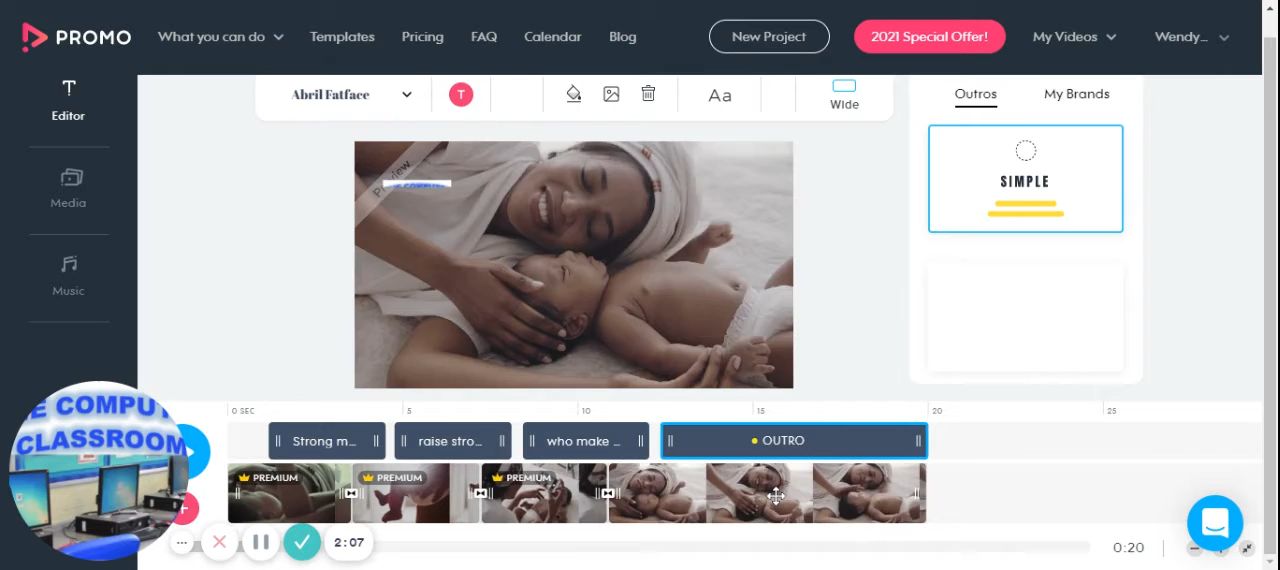 PROMO What you can do Templates Pricing FAQ Calendar Blog New Project 2021 Special Offer! My Videos Wendy...
Editor
Media
Music
Abril Fatface T Aa Wide
Outros My Brands
SIMPLE
Preview
0 SEC 5 10 15 20 25
Strong m... raise stro... who make ... OUTRO
PREMIUM PREMIUM PREMIUM
E COMPUT
CLASSROOM
2:07
0:20